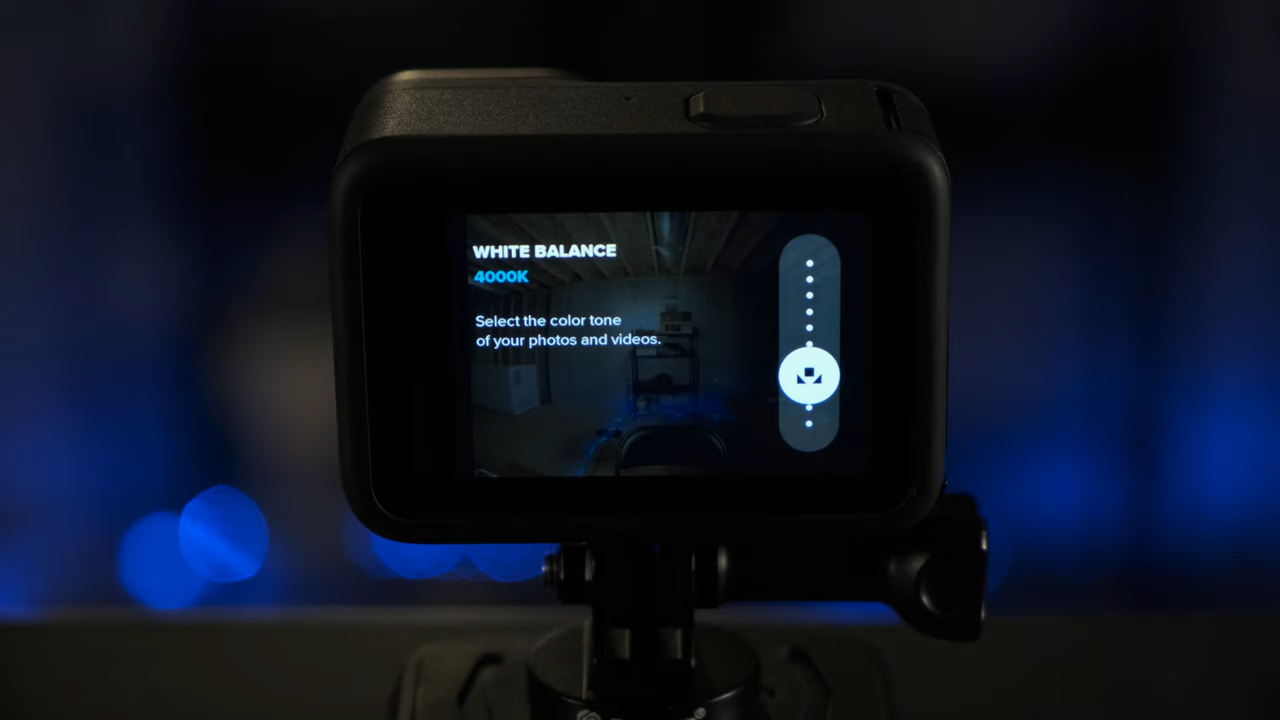 WHITE BALANCE
4000K
Select the color tone
of your photos and videos.